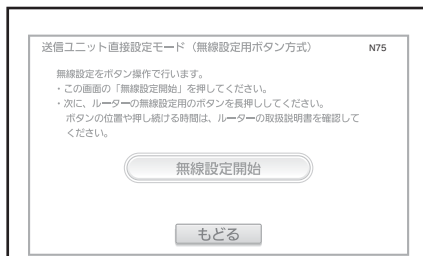 送信ユニット直接設定モード（無線設定用ボタン方式） N75
無線設定をボタン操作で行います。
・この画面の「無線設定開始」を押してください。
・次に、ルーターの無線設定用のボタンを長押ししてください。
ボタンの位置や押し続ける時間は、ルーターの取扱説明書を確認して
ください。
無線設定開始
もどる